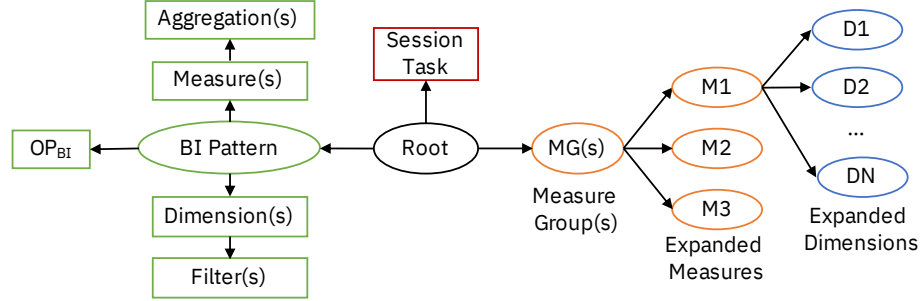 Aggregation(s)
Measure(s)
OP_BI
BI Pattern
Dimension(s)
Filter(s)
Session
Task
Root
MG(s)
Measure
Group(s)
M1
M2
M3
Expanded
Measures
D1
D2
...
DN
Expanded
Dimensions